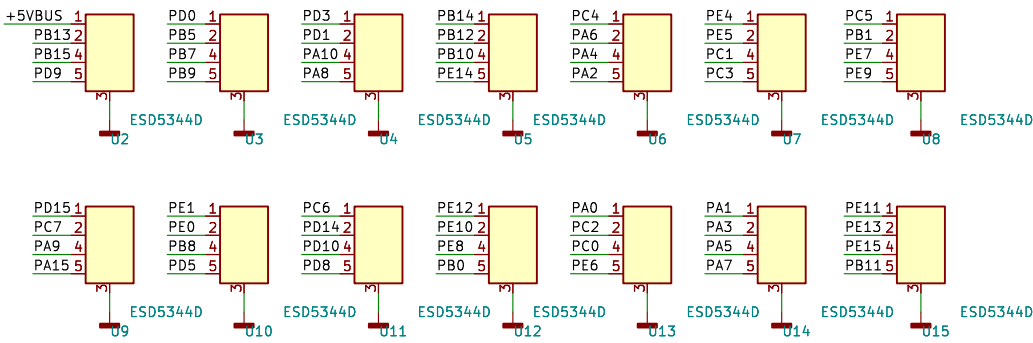 +5VBUS 1 PD0 1 PD3 1 PB14 1 PC4 1 PE4 1 PC5 1
PB13 2 PB5 2 PD1 2 PB12 2 PA6 2 PE5 2 PB1 2
PB15 4 PB7 4 PA10 4 PB10 4 PA4 4 PC1 4 PE7 4
PD9 5 PB9 5 PA8 5 PE14 5 PA2 5 PC3 5 PE9 5
3 3 3 3 3 3 3
ESD5344D ESD5344D ESD5344D ESD5344D ESD5344D ESD5344D ESD5344D
U2 U3 U4 U5 U6 U7 U8
PD15 1 PE1 1 PC6 1 PE12 1 PA0 1 PA1 1 PE11 1
PC7 2 PE0 2 PD14 2 PE10 2 PC2 2 PA3 2 PE13 2
PA9 4 PB8 4 PD10 4 PE8 4 PC0 4 PA5 4 PE15 4
PA15 5 PD5 5 PD8 5 PB0 5 PE6 5 PA7 5 PB11 5
3 3 3 3 3 3 3
ESD5344D ESD5344D ESD5344D ESD5344D ESD5344D ESD5344D ESD5344D
U9 U10 U11 U12 U13 U14 U15